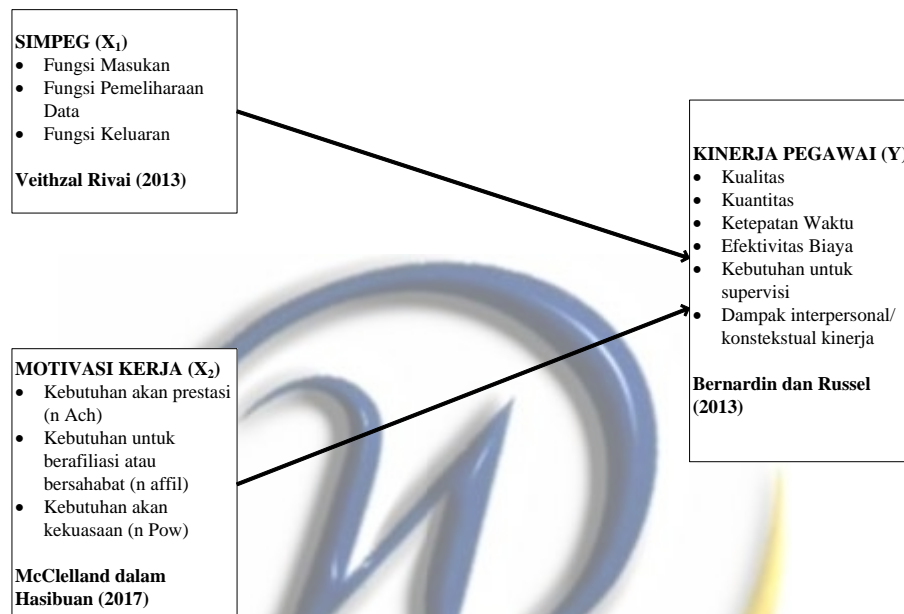 SIMPEG (X₁)
• Fungsi Masukan
• Fungsi Pemeliharaan
Data
• Fungsi Keluaran
Veithzal Rivai (2013)
MOTIVASI KERJA (X₂)
• Kebutuhan akan prestasi
(n Ach)
• Kebutuhan untuk
berafiliasi atau
bersahabat (n affil)
• Kebutuhan akan
kekuasaan (n Pow)
McClelland dalam
Hasibuan (2017)
KINERJA PEGAWAI (Y)
• Kualitas
• Kuantitas
• Ketepatan Waktu
• Efektivitas Biaya
• Kebutuhan untuk
supervisi
• Dampak interpersonal/
konstekstual kinerja
Bernardin dan Russel
(2013)